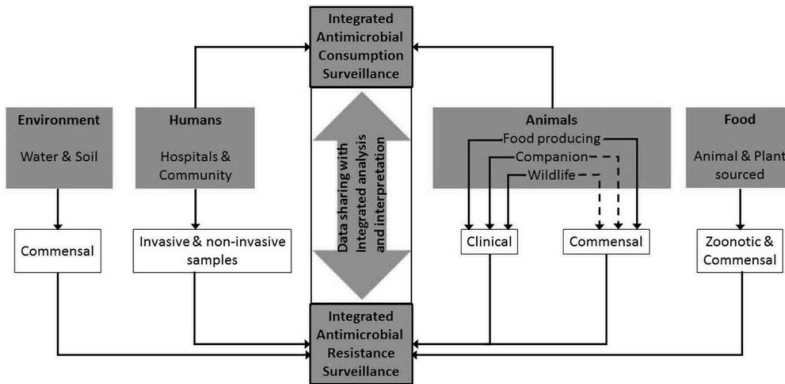 Integrated
Antimicrobial
Consumption
Surveillance
Environment
Water & Soil
Humans
Hospitals &
Community
Data sharing with
Integrated analysis
and interpretation
Animals
Food producing
Companion
Wildlife
Food
Animal & Plant
sourced
Commensal
Invasive & non-invasive
samples
Clinical
Commensal
Zoonotic &
Commensal
Integrated
Antimicrobial
Resistance
Surveillance